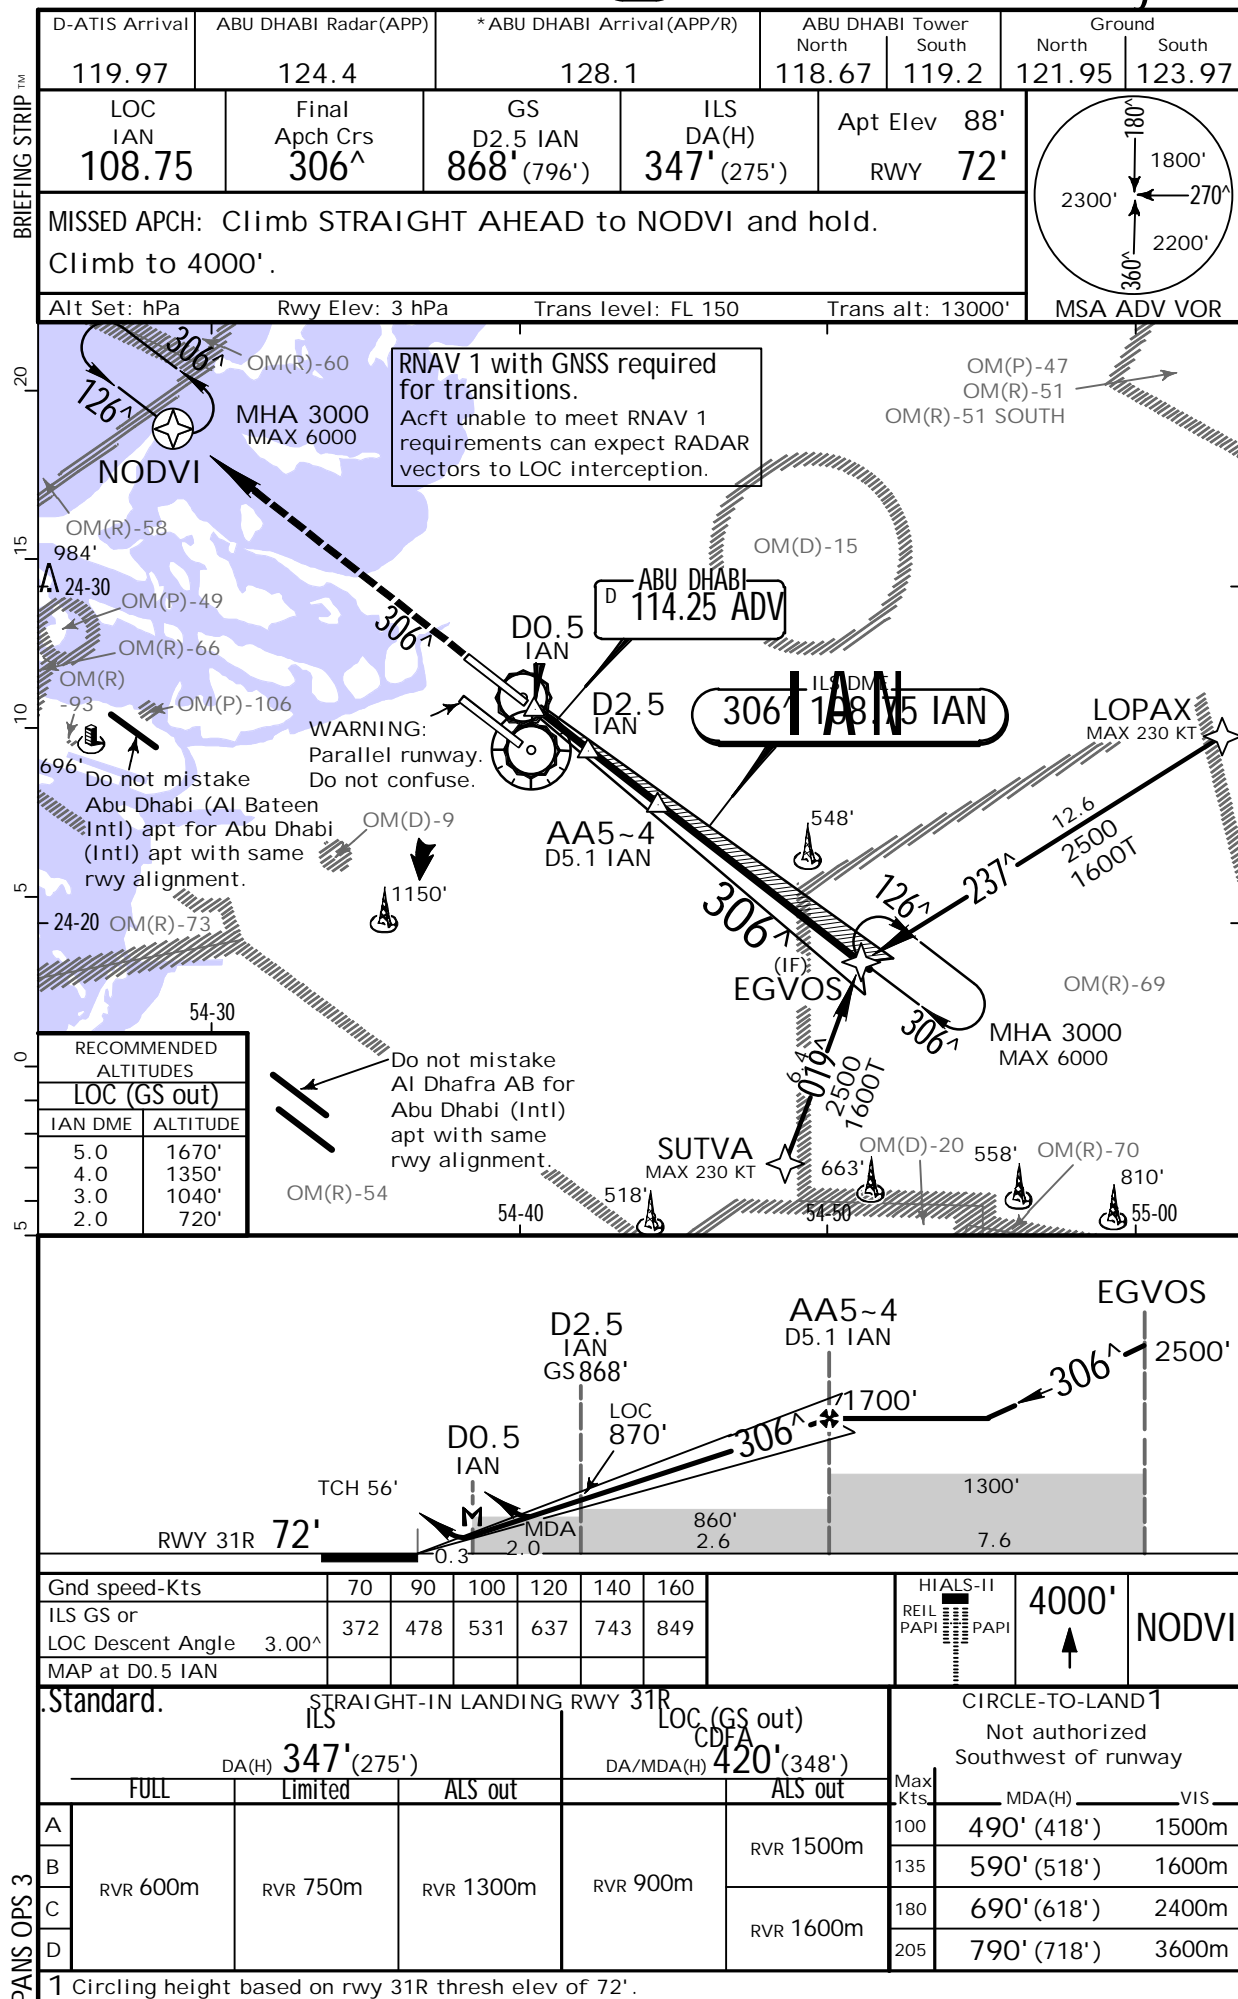 D-ATIS Arrival
119.97
ABU DHABI Radar(APP)
124.4
*ABU DHABI Arrival(APP/R)
128.1
ABU DHABI Tower
North South
118.67 119.2
Ground
North South
121.95 123.97
BRIEFING STRIP TM
LOC
IAN
108.75
Final
Apch Crs
306^
GS
D2.5 IAN
868' (796')
ILS
DA(H)
347' (275')
Apt Elev 88'
RWY 72'
MISSED APCH: Climb STRAIGHT AHEAD to NODVI and hold.
Climb to 4000'.
Alt Set: hPa Rwy Elev: 3 hPa Trans level: FL 150 Trans alt: 13000'
180^
1800'
2300'
270^
2200'
360^
MSA ADV VOR
20
15
10
5
0
5
306^
126^
OM(R)-60
MHA 3000
MAX 6000
NODVI
RNAV 1 with GNSS required
for transitions.
Acft unable to meet RNAV 1
requirements can expect RADAR
vectors to LOC interception.
OM(P)-47
OM(R)-51
OM(R)-51 SOUTH
OM(R)-58
984'
24-30
OM(P)-49
OM(R)-66
OM(R)
-93
OM(P)-106
696'
OM(D)-15
ABU DHABI
D 114.25 ADV
306^
D0.5
IAN
D2.5
IAN
ILS DME
306^ 108.75 IAN
IAN
LOPAX
MAX 230 KT
WARNING:
Parallel runway.
Do not confuse.
Do not mistake
Abu Dhabi (Al Bateen
Intl) apt for Abu Dhabi
(Intl) apt with same
rwy alignment.
OM(D)-9
1150'
AA5~4
D5.1 IAN
548'
12.6
2500
1600T
237^
126^
306^
24-20
OM(R)-73
(IF)
EGVOS
OM(R)-69
306^
MHA 3000
MAX 6000
54-30
019^
6.4
2500
1600T
Do not mistake
Al Dhafra AB for
Abu Dhabi (Intl)
apt with same
rwy alignment.
SUTVA
MAX 230 KT
OM(D)-20
OM(R)-70
663'
558'
810'
518'
OM(R)-54
54-40
54-50
55-00
RECOMMENDED
ALTITUDES
LOC (GS out)
IAN DME ALTITUDE
5.0 1670'
4.0 1350'
3.0 1040'
2.0 720'
EGVOS
2500'
306^
AA5~4
D5.1 IAN
1700'
D2.5
IAN
GS868'
306^
LOC
870'
D0.5
IAN
TCH 56'
M
MDA
860'
1300'
RWY 31R 72'
0.3 2.0 2.6 7.6
Gnd speed-Kts 70 90 100 120 140 160
ILS GS or
LOC Descent Angle 3.00^ 372 478 531 637 743 849
MAP at D0.5 IAN
HIALS-II
REIL
PAPI PAPI
4000'
NODVI
.Standard.
STRAIGHT-IN LANDING RWY 31R
ILS
DA(H) 347' (275')
LOC (GS out)
CDFA
DA/MDA(H) 420' (348')
FULL Limited ALS out ALS out
A
B
C
D
RVR 600m
RVR 750m
RVR 1300m
RVR 900m
RVR 1500m
RVR 1600m
CIRCLE-TO-LAND 1
Not authorized
Southwest of runway
Max
Kts MDA(H) VIS
100 490' (418') 1500m
135 590' (518') 1600m
180 690' (618') 2400m
205 790' (718') 3600m
PANS OPS 3
1 Circling height based on rwy 31R thresh elev of 72'.